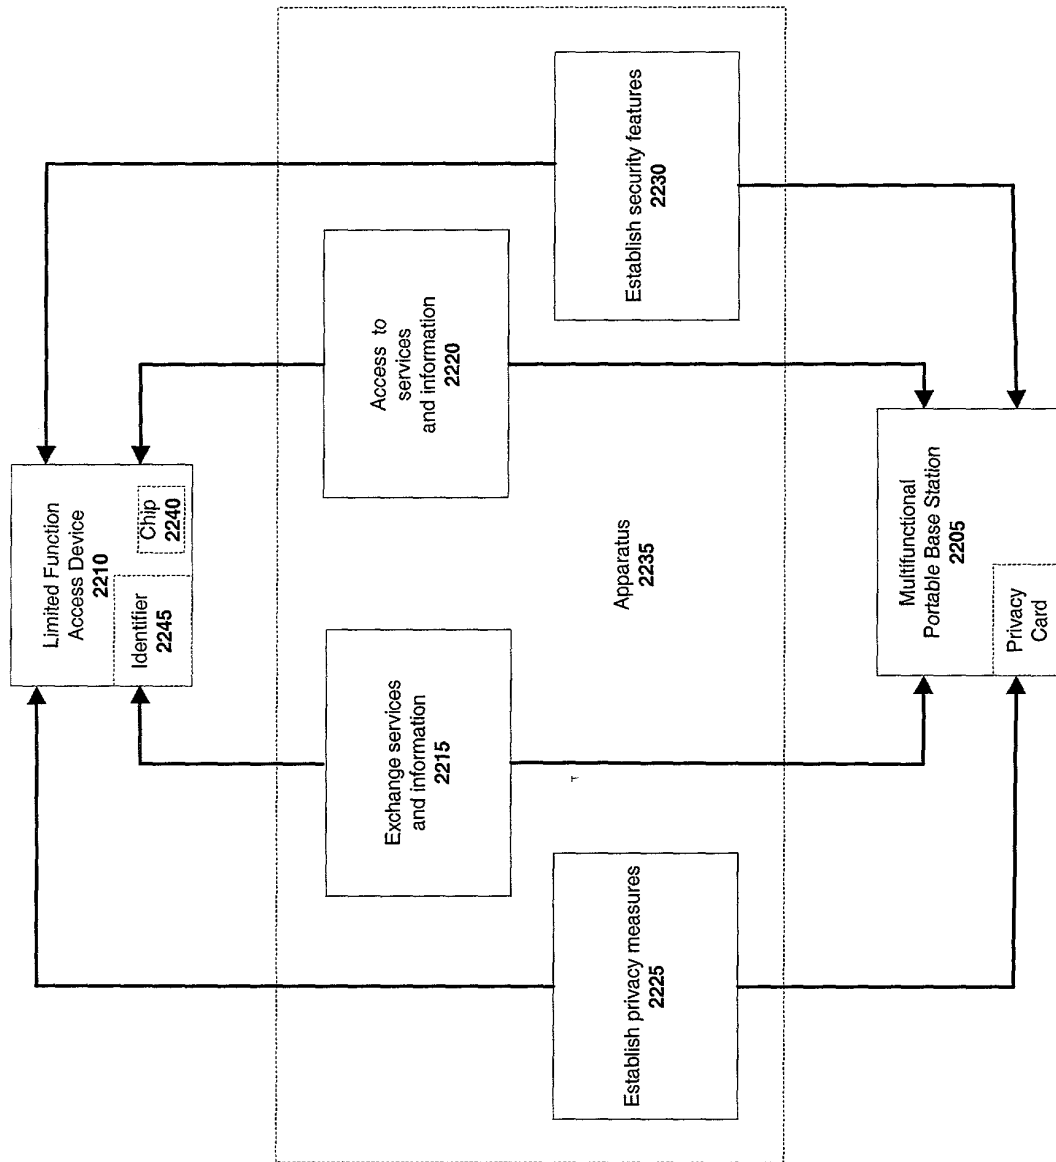 Limited Function
Access Device
2210
Identifier
2245
Chip
2240
Establish privacy measures
2225
Exchange services
and information
2215
Access to
services
and information
2220
Establish security features
2230
Apparatus
2235
Multifunctional
Portable Base Station
2205
Privacy
Card